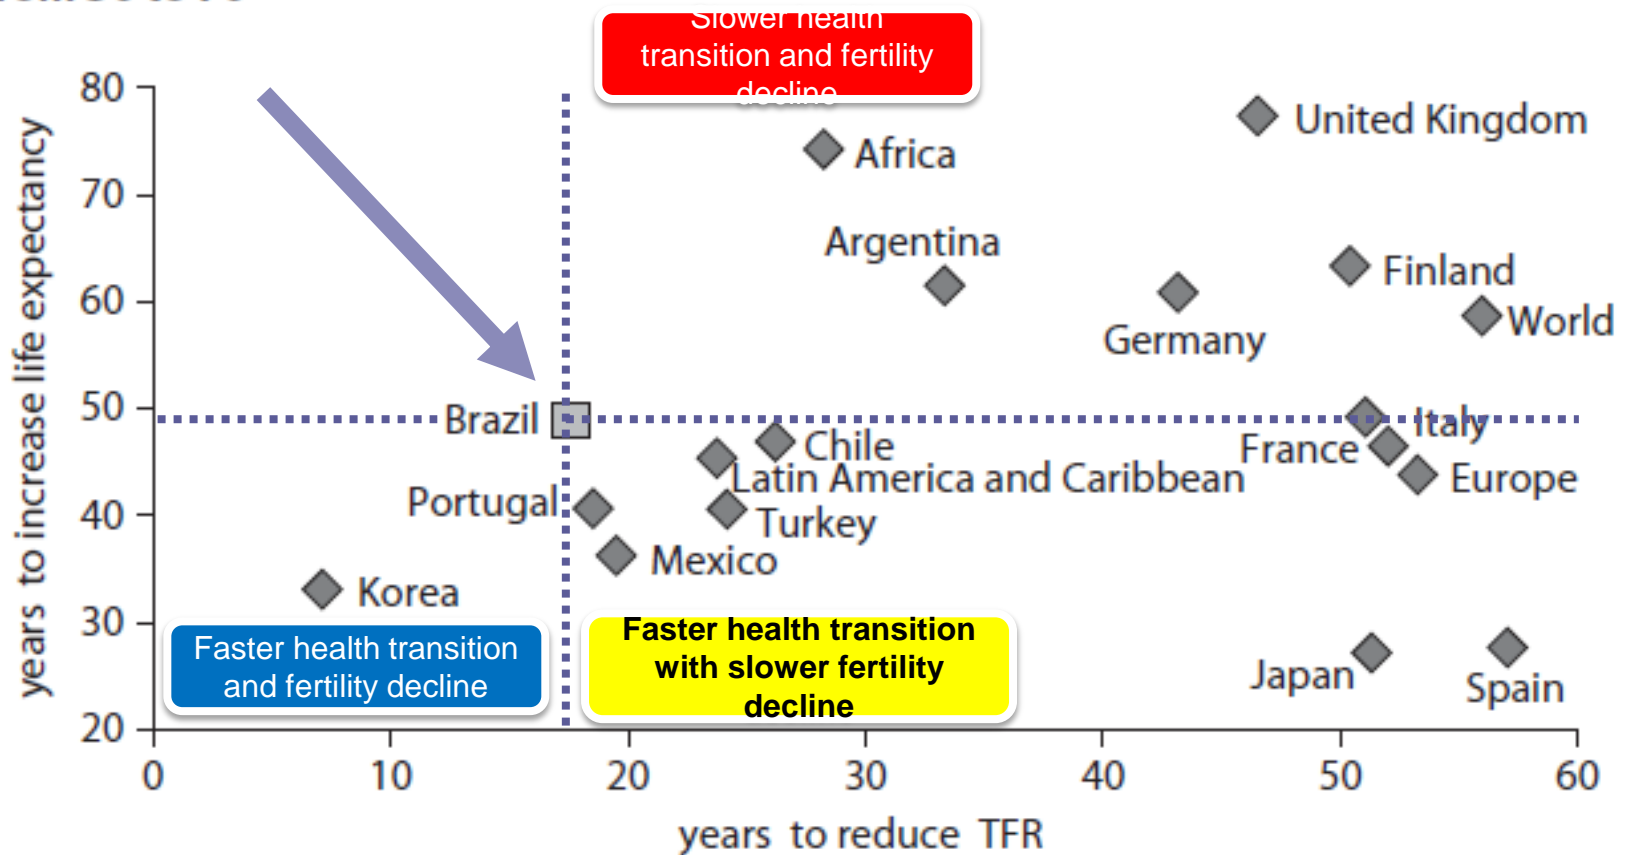 Slower health
transition and fertility
decline
80
70
60
50
40
30
20
years to increase life expectancy
United Kingdom
Africa
Argentina
Finland
World
Germany
Brazil
Italy
Chile
France
Latin America and Caribbean
Europe
Portugal
Turkey
Mexico
Korea
Faster health transition
and fertility decline
Faster health transition
with slower fertility
decline
Japan
Spain
0 10 20 30 40 50 60
years to reduce TFR